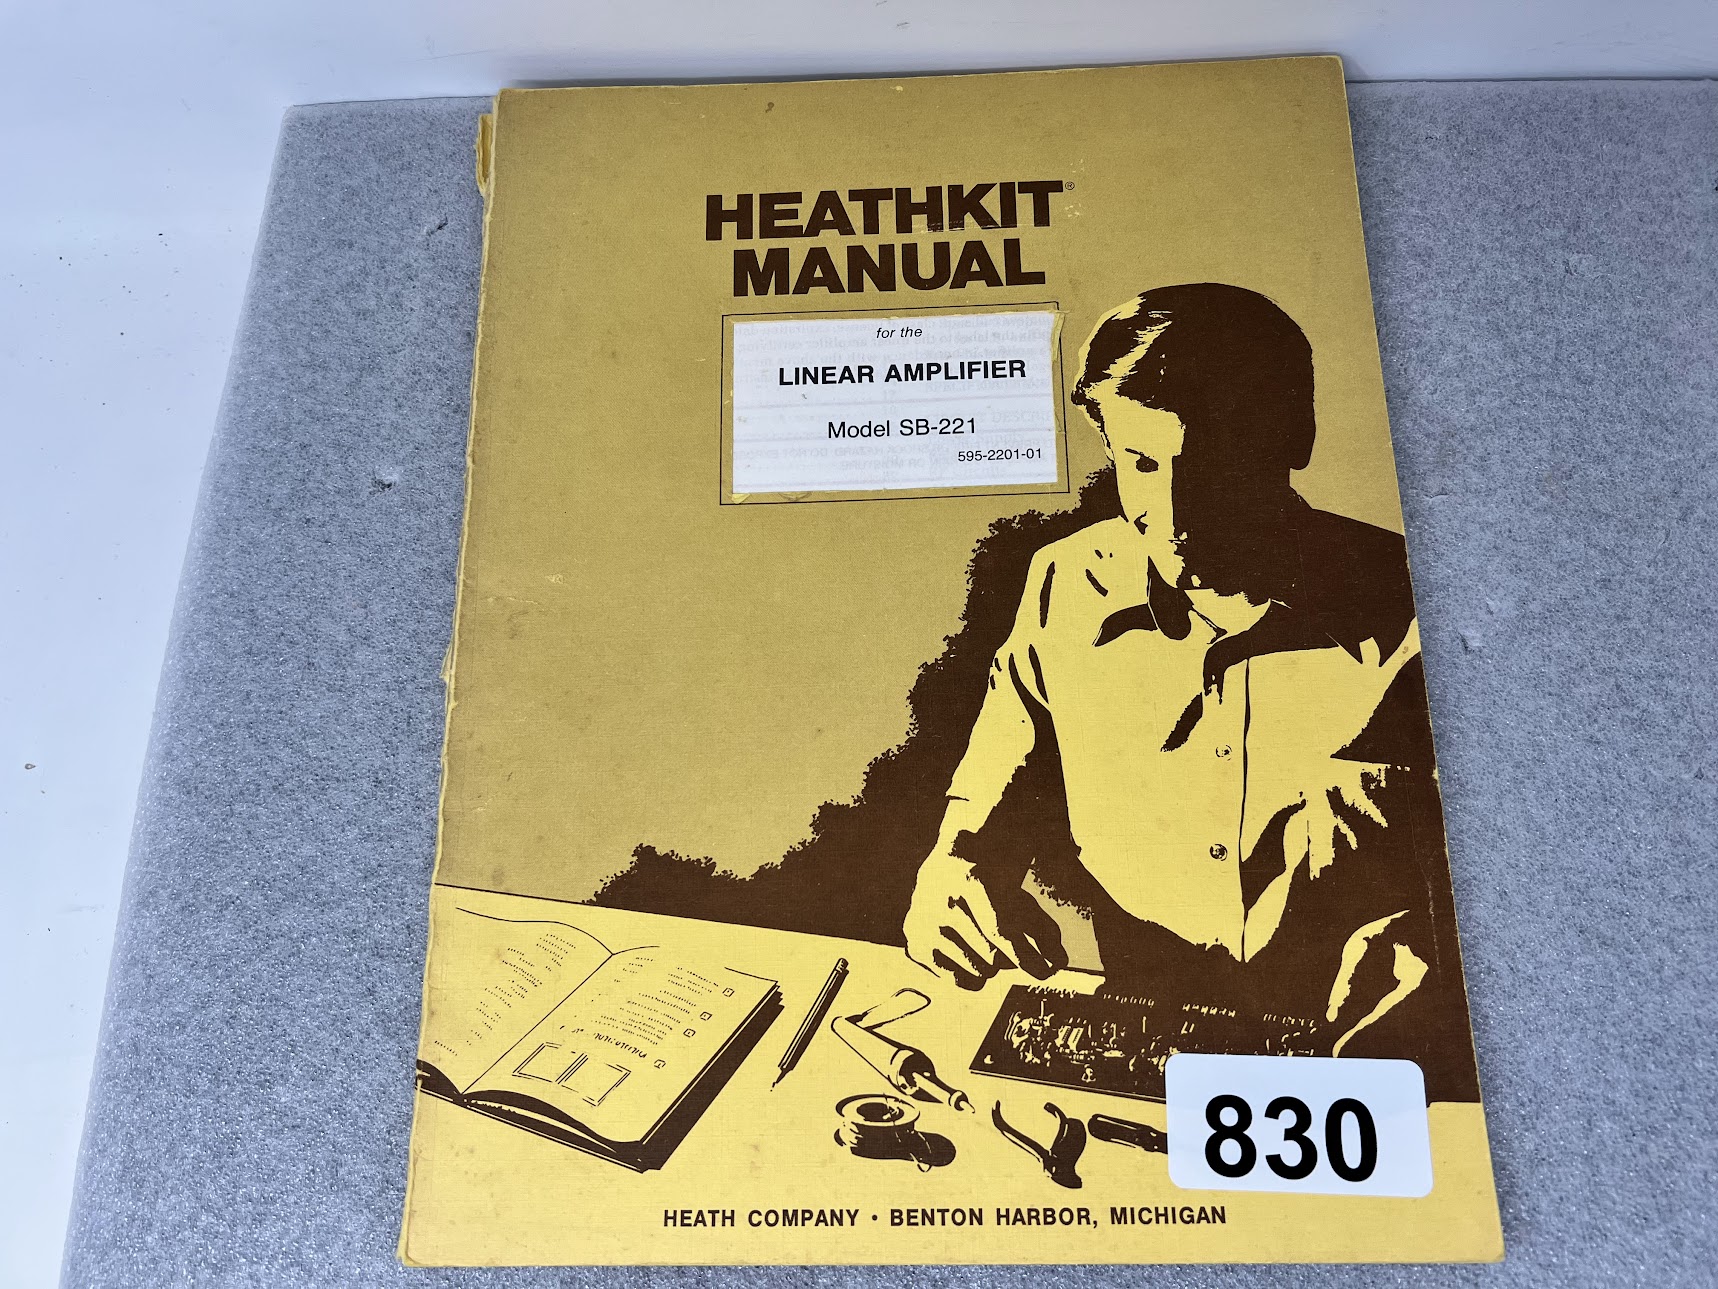 HEATHKIT®
MANUAL
for the
LINEAR AMPLIFIER
Model SB-221
595-2201-01
830
HEATH COMPANY • BENTON HARBOR, MICHIGAN